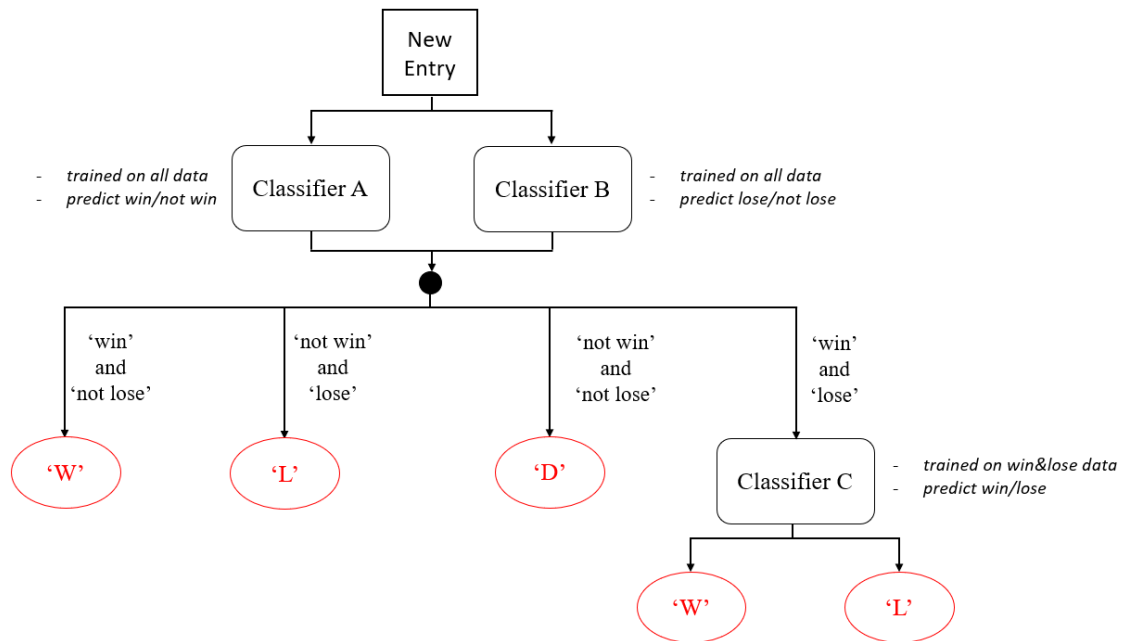 New
Entry
- trained on all data
- predict win/not win
Classifier A
Classifier B
- trained on all data
- predict lose/not lose
‘win’
and
‘not lose’
‘not win’
and
‘lose’
‘not win’
and
‘not lose’
‘win’
and
‘lose’
‘W’
‘L’
‘D’
Classifier C
- trained on win&lose data
- predict win/lose
‘W’
‘L’